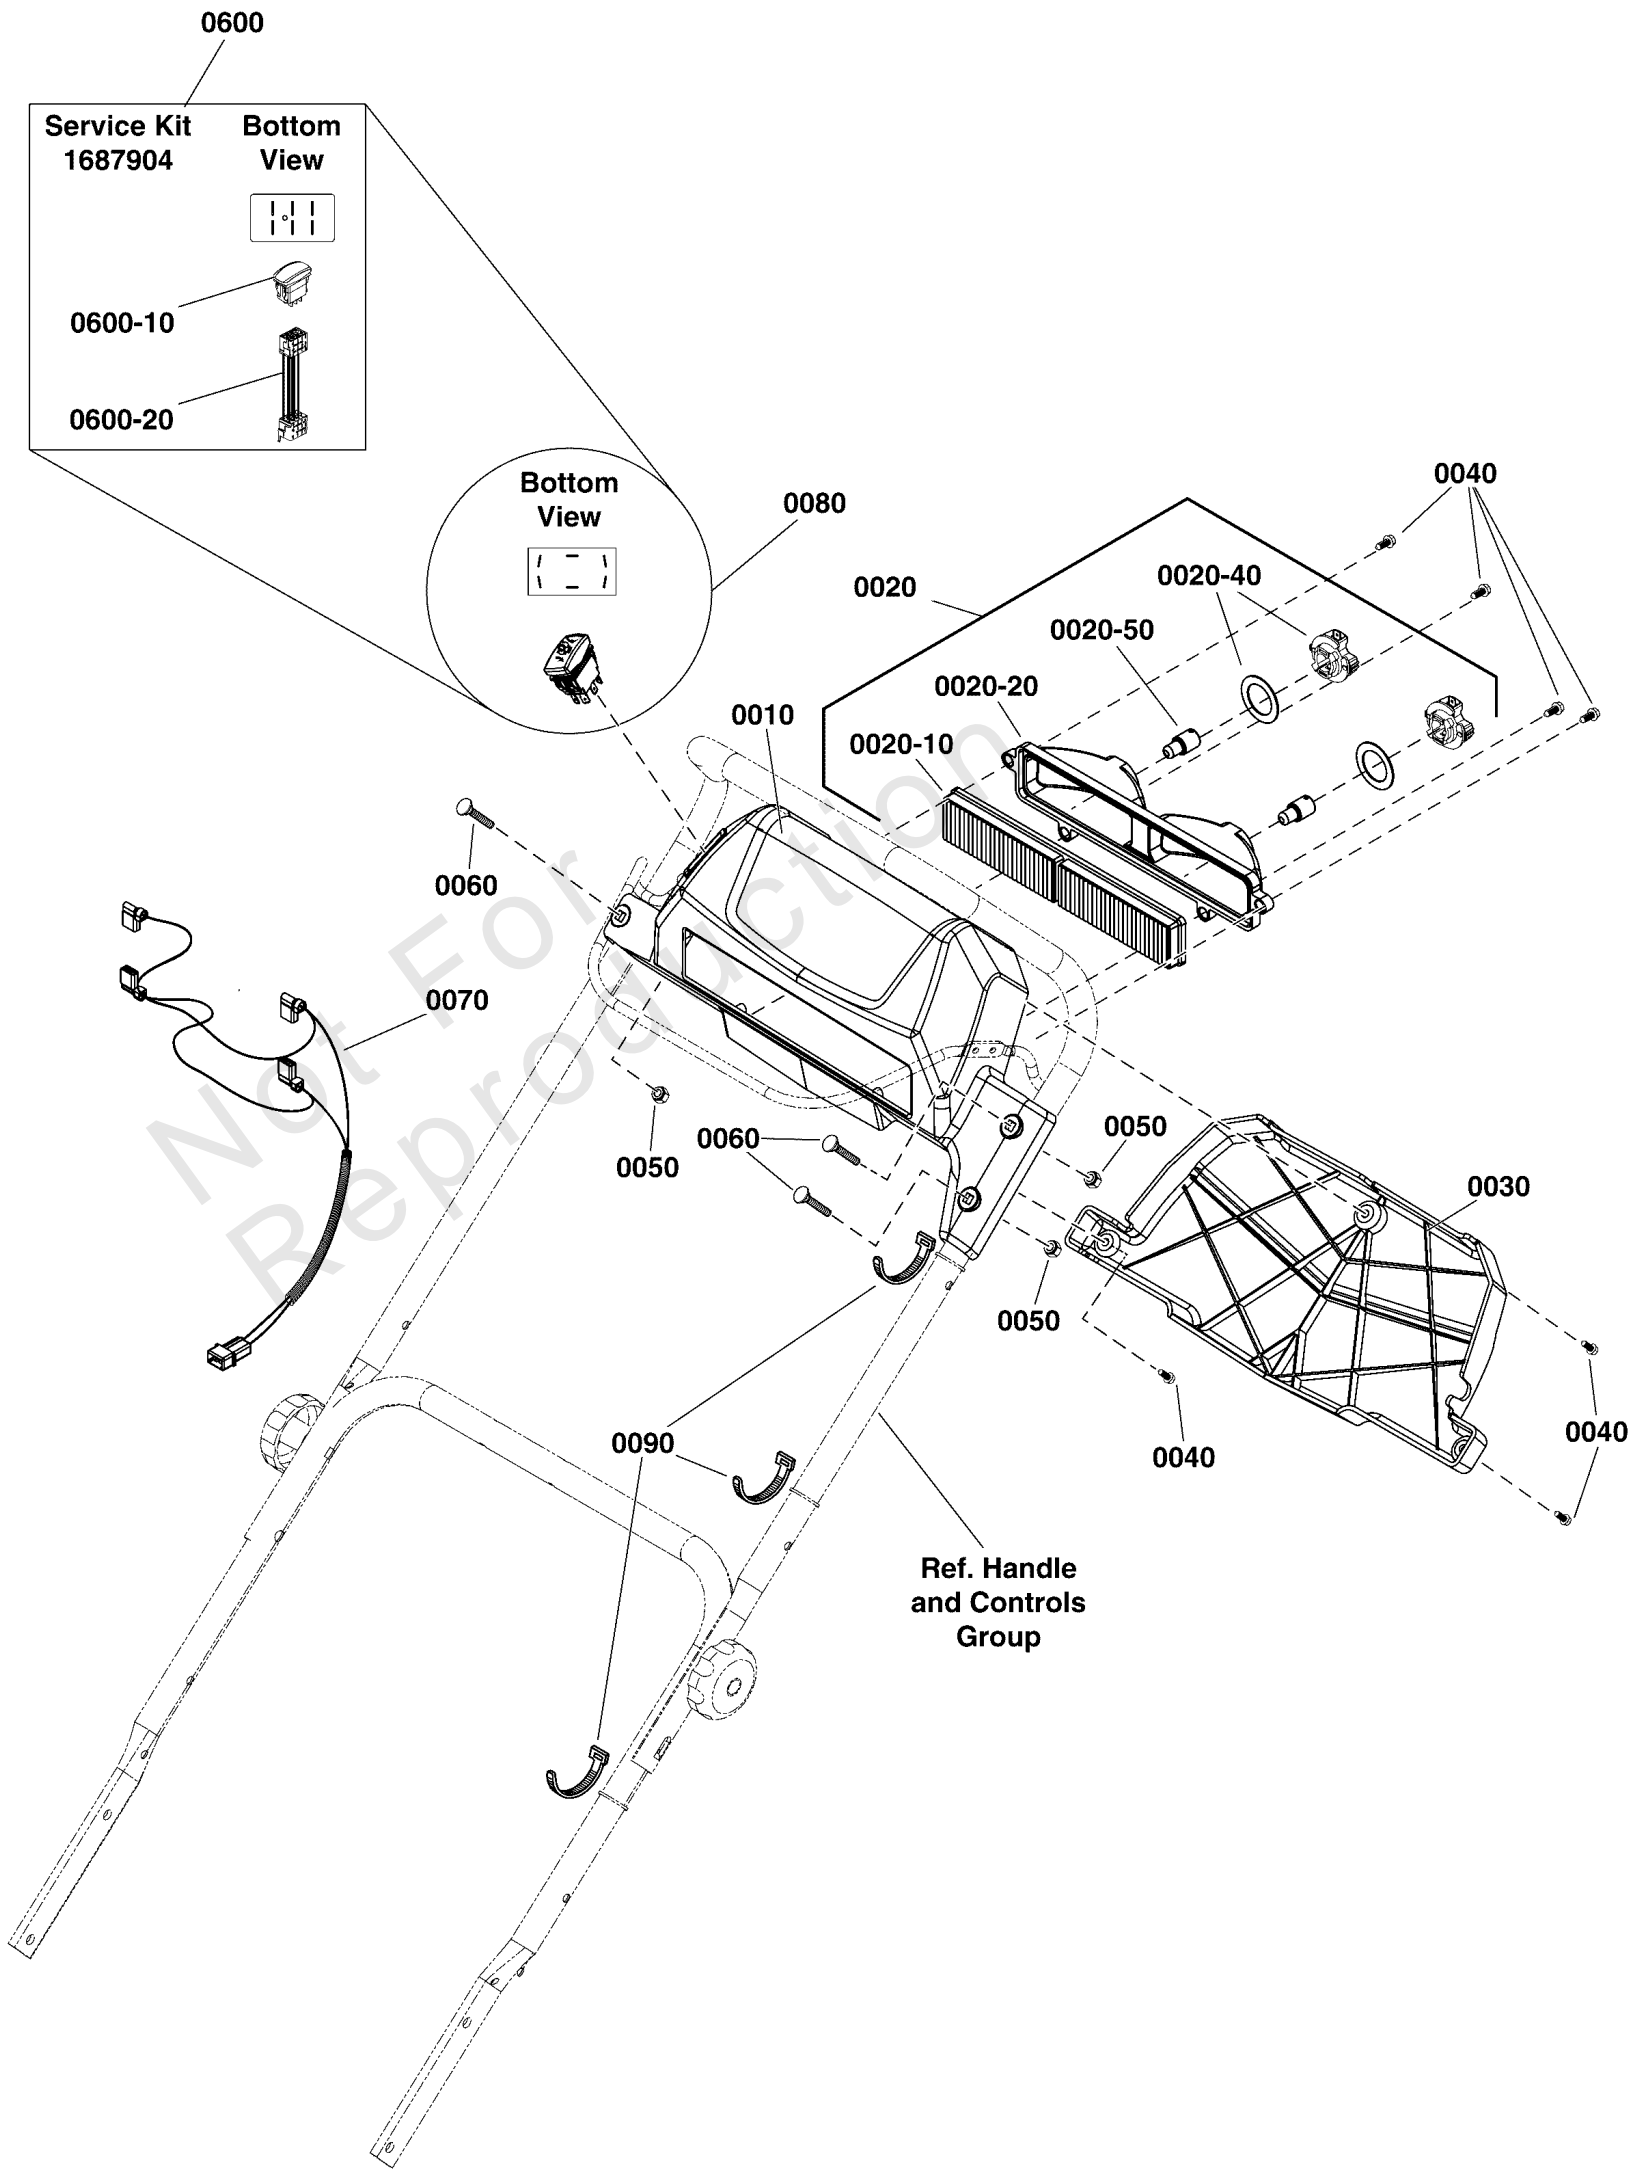 0600
Service Kit
1687904
Bottom
View
0600-10
0600-20
Bottom
View
0080
0040
0020
0020-40
0020-50
0020-20
0020-10
0010
0060
0070
0050
0060
0050
0030
0050
0040
0040
0090
Ref. Handle
and Controls
Group
Not For
Reproduction